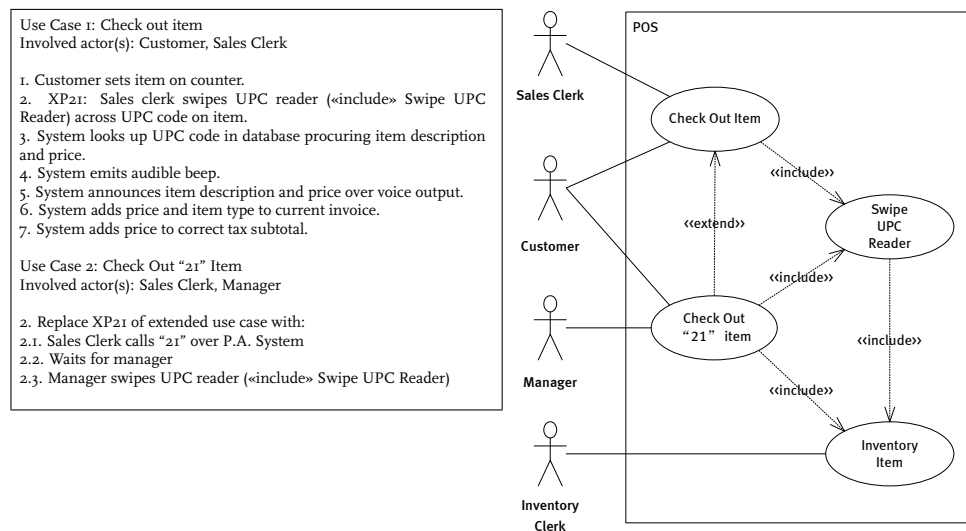 Use Case 1: Check out item
Involved actor(s): Customer, Sales Clerk
1. Customer sets item on counter.
2. XP21: Sales clerk swipes UPC reader («include» Swipe UPC
Reader) across UPC code on item.
3. System looks up UPC code in database procuring item description
and price.
4. System emits audible beep.
5. System announces item description and price over voice output.
6. System adds price and item type to current invoice.
7. System adds price to correct tax subtotal.
Use Case 2: Check Out “21” Item
Involved actor(s): Sales Clerk, Manager
2. Replace XP21 of extended use case with:
2.1. Sales Clerk calls “21” over P.A. System
2.2. Waits for manager
2.3. Manager swipes UPC reader («include» Swipe UPC Reader)
POS
Sales Clerk
Check Out Item
«include»
Customer
«extend»
Swipe
UPC
Reader
«include»
Manager
Check Out
“21” item
«include»
«include»
Inventory
Clerk
Inventory
Item